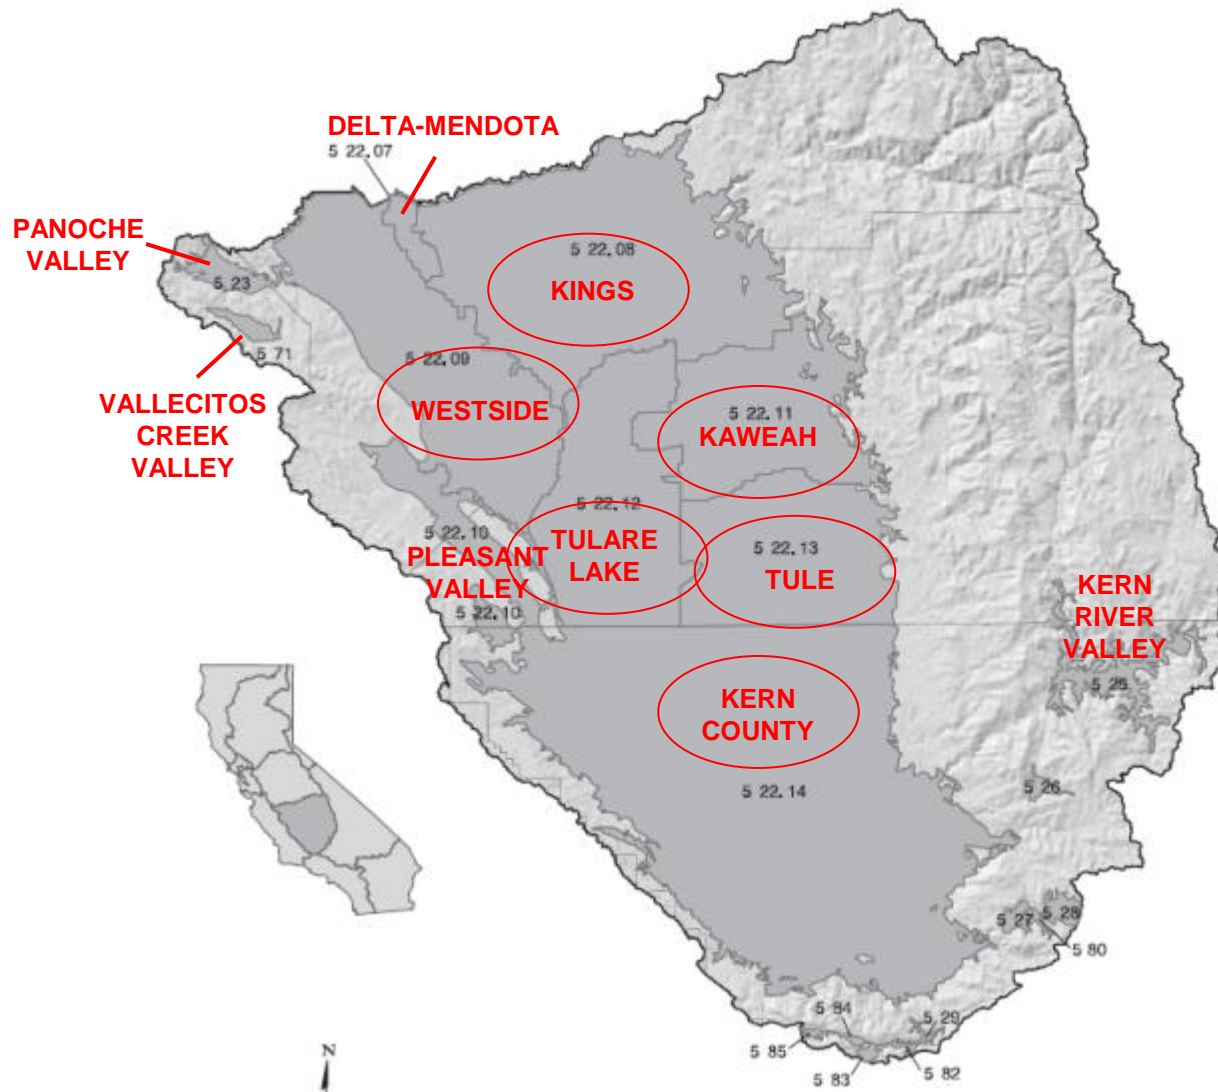 DELTA-MENDOTA
5 22.07
PANOCHE
VALLEY
5 23
5 22.08
KINGS
5 71
5 22.09
VALLECITOS
CREEK
VALLEY
WESTSIDE
5 22.11
KAWEAH
5 22.12
5 22.10
PLEASANT
VALLEY
5 22.10
TULARE
LAKE
5 22.13
TULE
KERN
RIVER
VALLEY
5 25
KERN
COUNTY
5 22.14
5 26
5 27
5 28
5 80
5 84
5 29
5 85
5 83
5 82
N